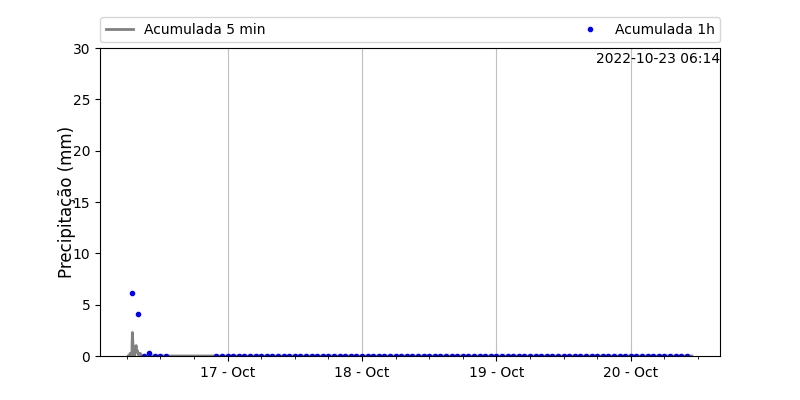 Acumulada 5 min
Acumulada 1h
2022-10-23 06:14
Precipitação (mm)
30
25
20
15
10
5
0
17 - Oct
18 - Oct
19 - Oct
20 - Oct